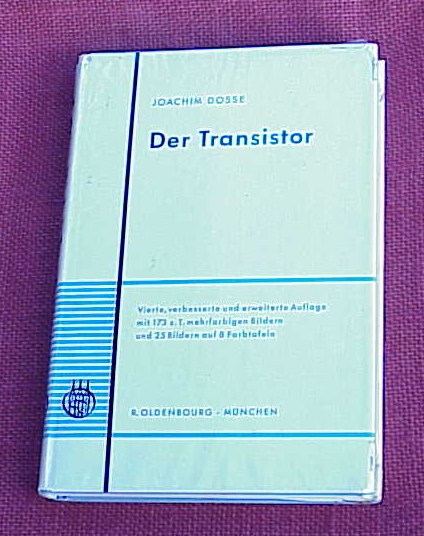 JOACHIM DOSSE
Der Transistor
Vierte, verbesserte und erweiterte Auflage
mit 173 z. T. mehrfarbigen Bildern
und 25 Bildern auf 8 Farbtafeln
R. OLDENBOURG - MÜNCHEN